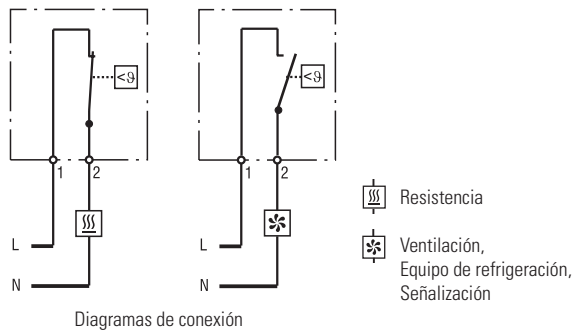 <ϑ
<ϑ
1 2
1 2
L
L
N
N
Resistencia
Ventilación,
Equipo de refrigeración,
Señalización
Diagramas de conexión